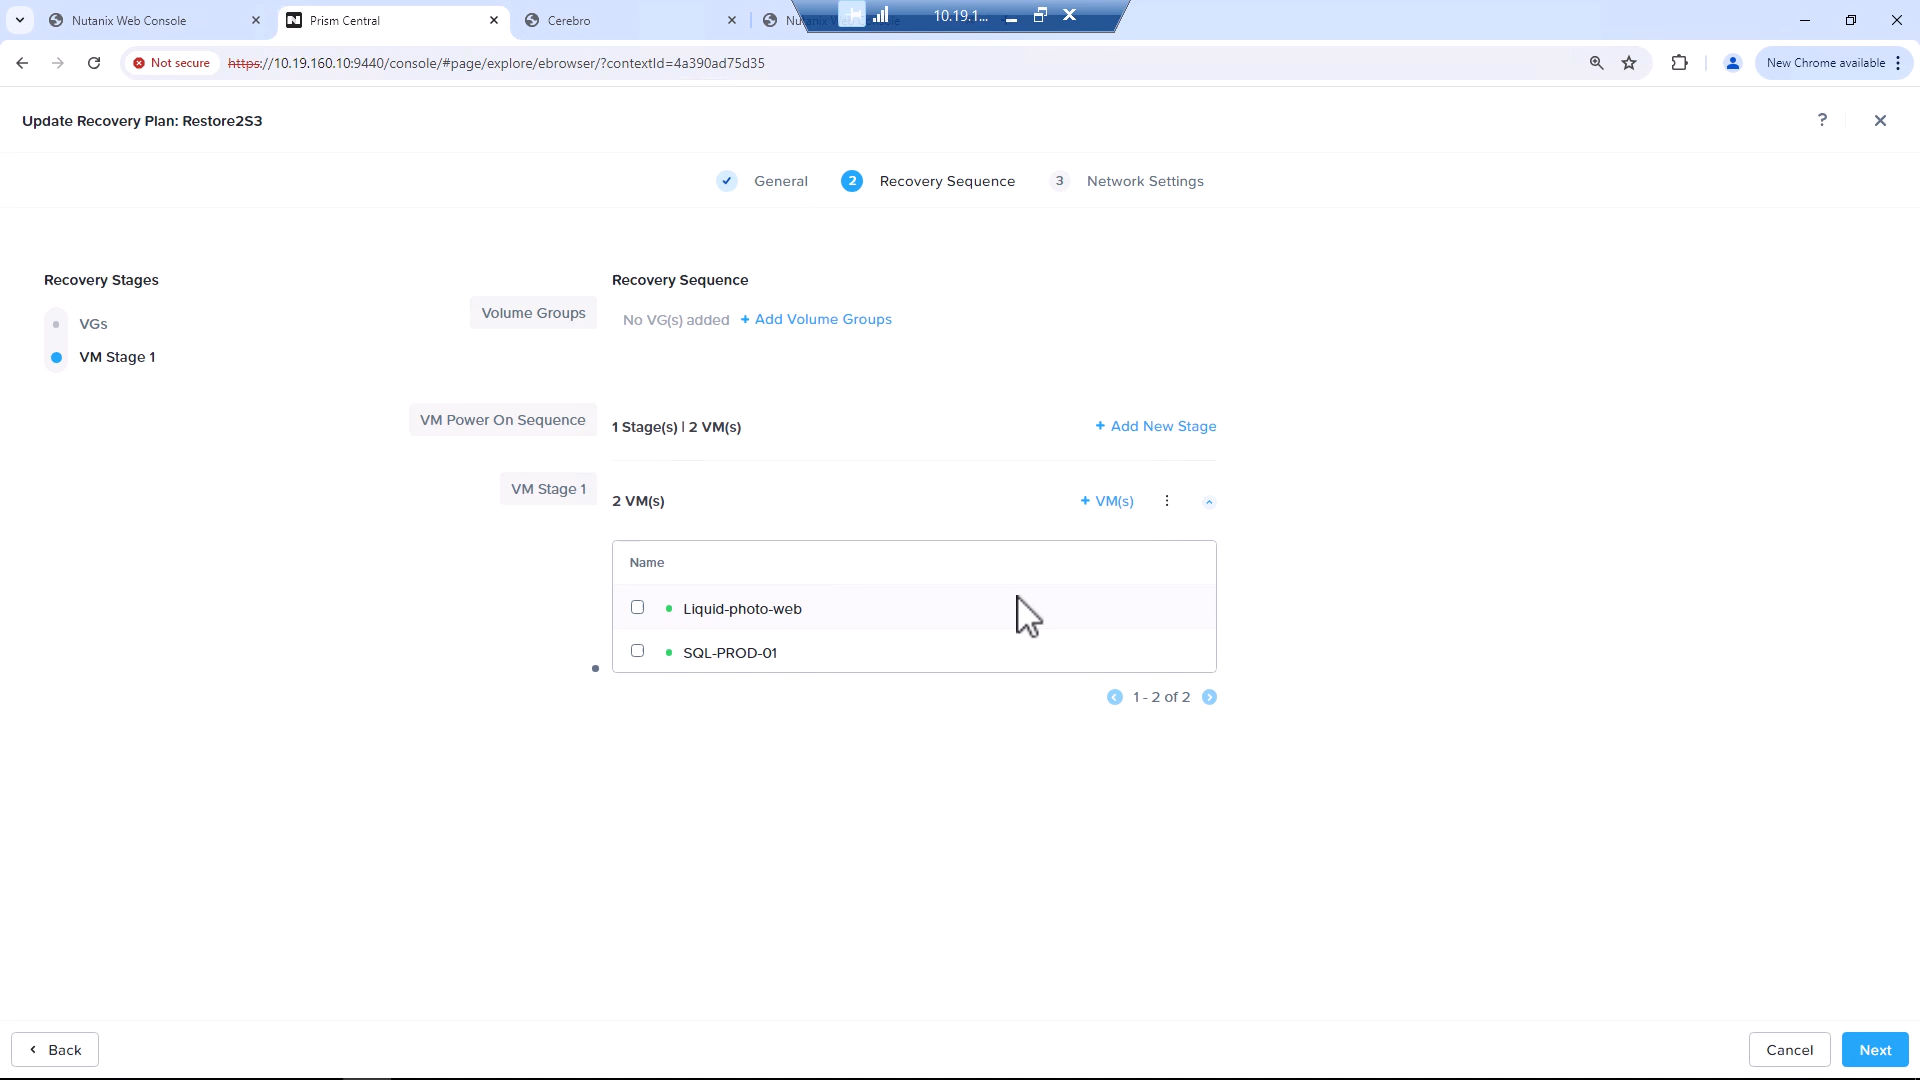 Nutanix Web Console
Prism Central
Cerebro
10.19.1...
Not secure
https://10.19.160.10:9440/console/#page/explore/ebrowser/?contextId=4a390ad75d35
New Chrome available
Update Recovery Plan: Restore2S3
?
General
2 Recovery Sequence
3 Network Settings
Recovery Stages
VGs
VM Stage 1
Recovery Sequence
Volume Groups
No VG(s) added + Add Volume Groups
VM Power On Sequence
1 Stage(s) | 2 VM(s)
+ Add New Stage
VM Stage 1
2 VM(s)
+ VM(s)
Name
Liquid-photo-web
SQL-PROD-01
1 - 2 of 2
Back
Cancel
Next